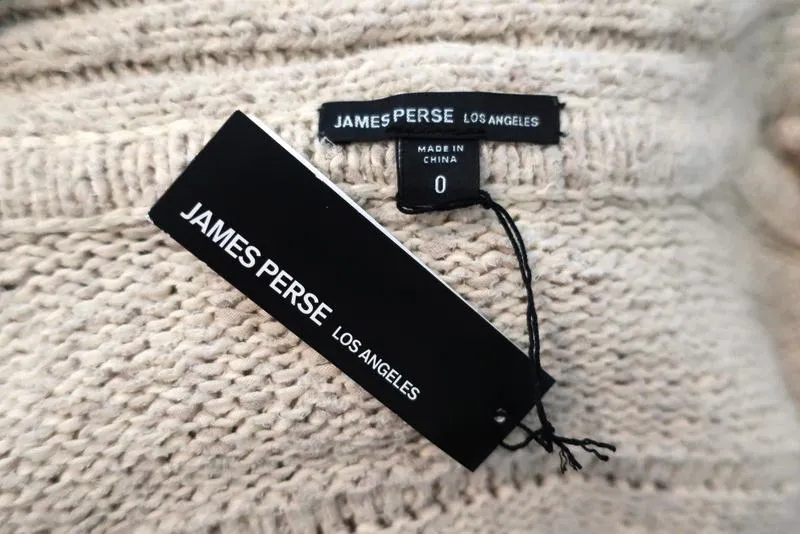 JAMES PERSE LOS ANGELES
MADE IN
CHINA
0
JAMES PERSE LOS ANGELES